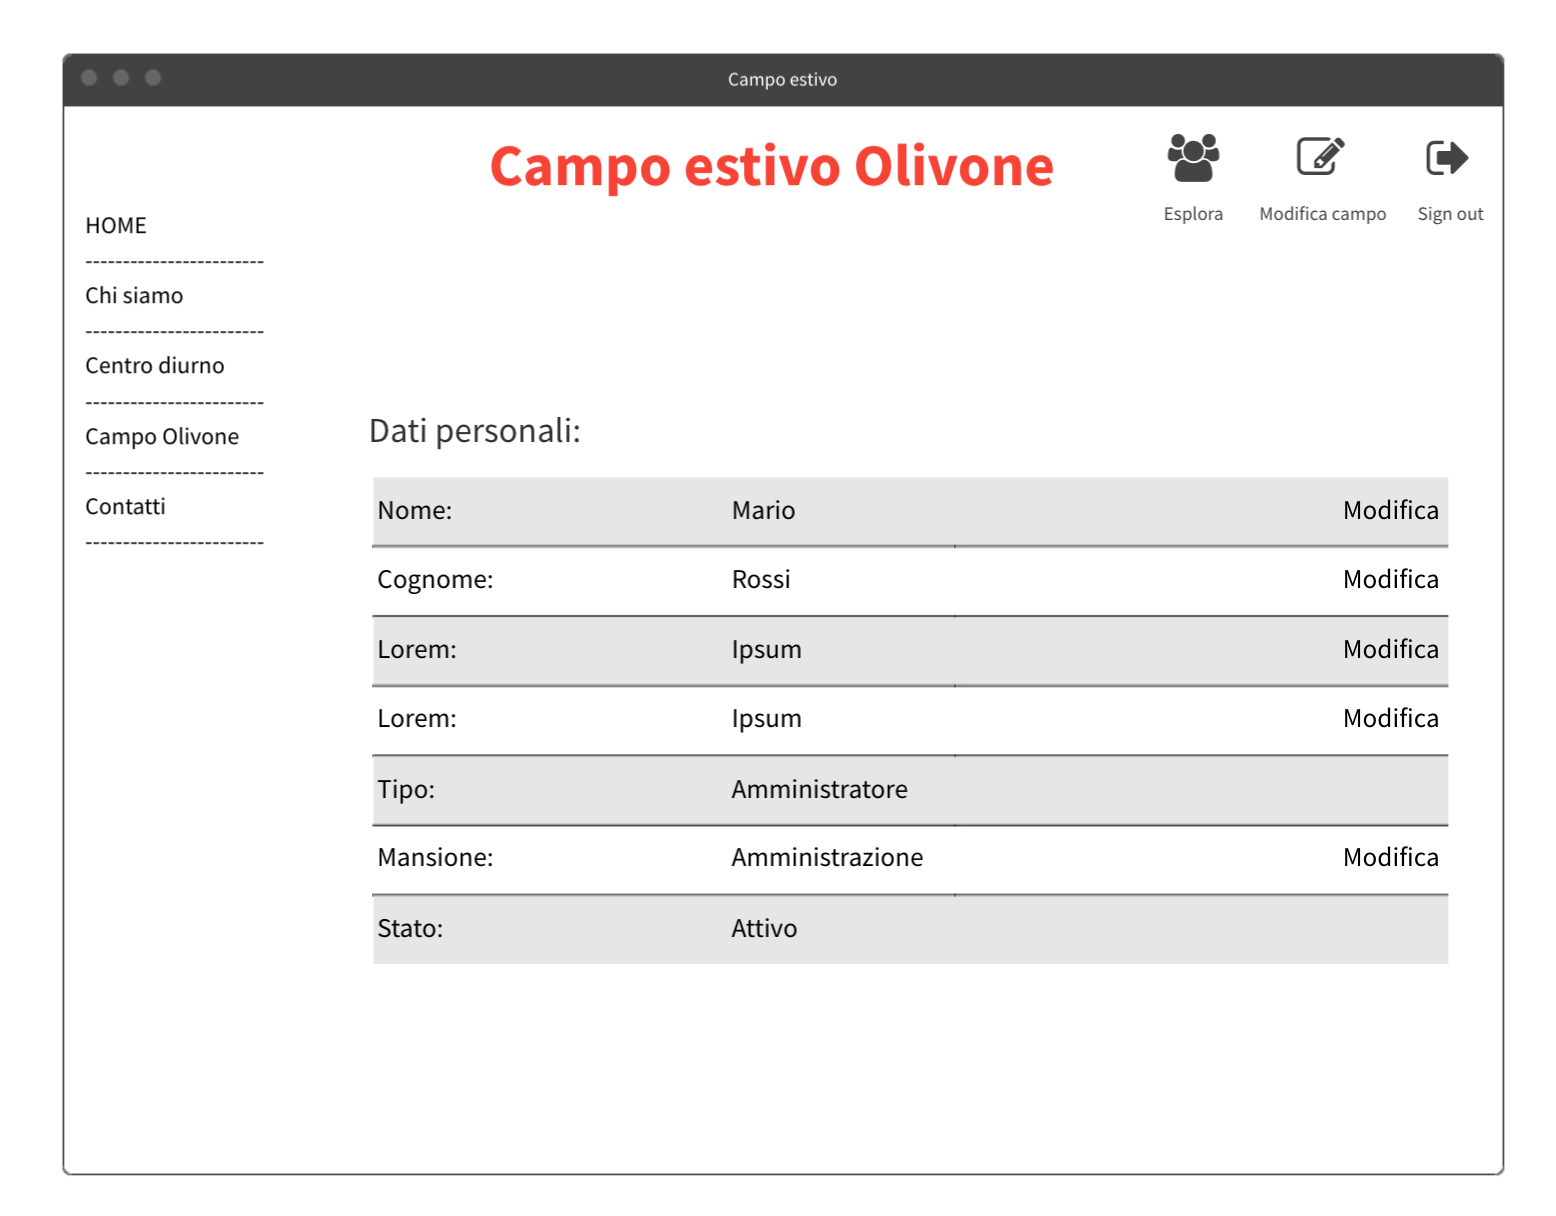 Campo estivo
Campo estivo Olivone
Esplora Modifica campo Sign out
HOME
------------------------
Chi siamo
------------------------
Centro diurno
------------------------
Campo Olivone
------------------------
Contatti
------------------------
Dati personali:
Nome: Mario Modifica
Cognome: Rossi Modifica
Lorem: Ipsum Modifica
Lorem: Ipsum Modifica
Tipo: Amministratore
Mansione: Amministrazione Modifica
Stato: Attivo